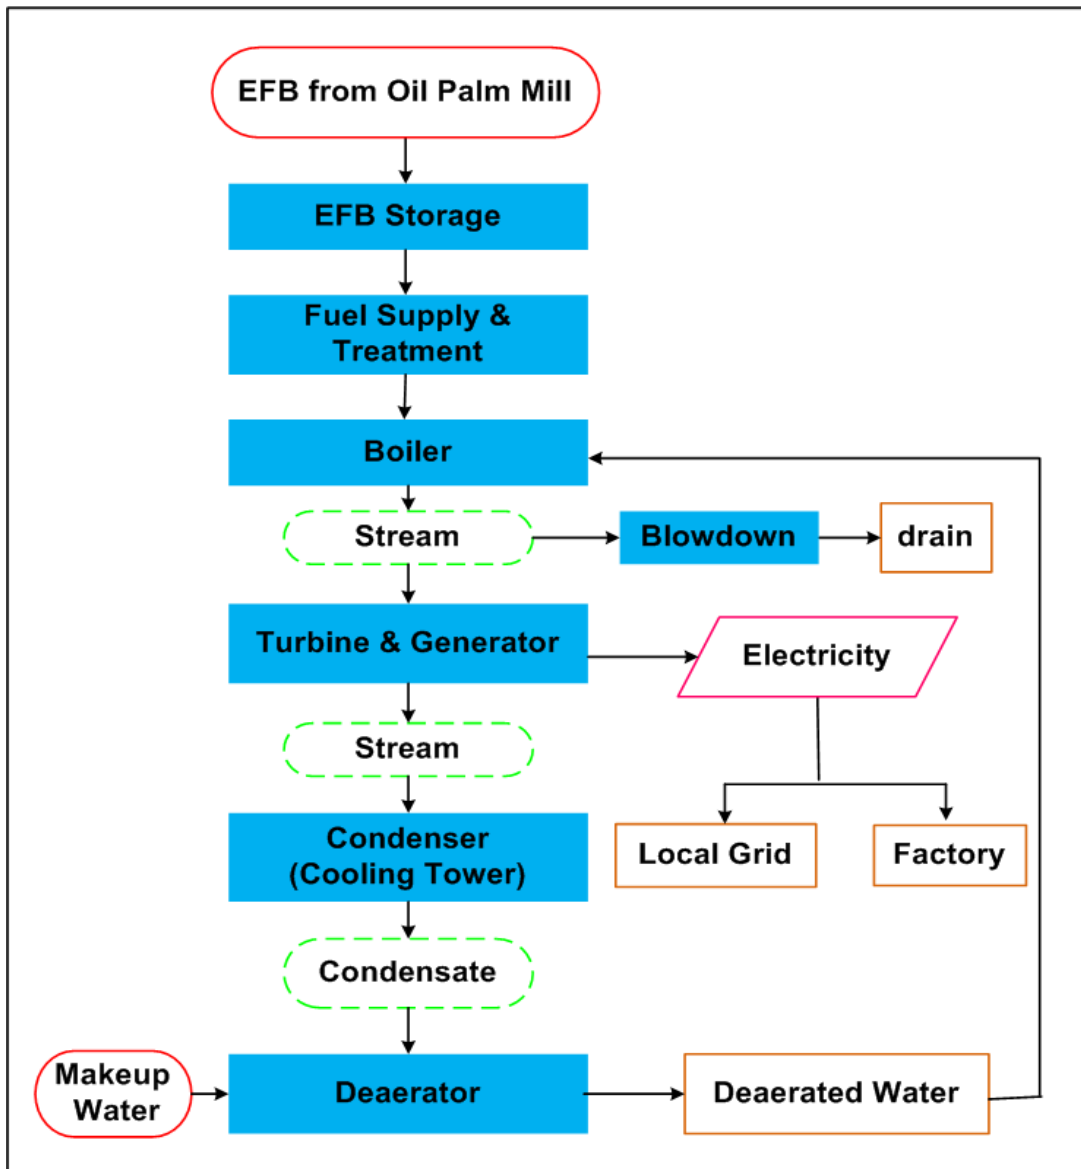 EFB from Oil Palm Mill
EFB Storage
Fuel Supply &
Treatment
Boiler
Stream
Blowdown
drain
Turbine & Generator
Electricity
Stream
Condenser
(Cooling Tower)
Local Grid
Factory
Condensate
Makeup
Water
Deaerator
Deaerated Water